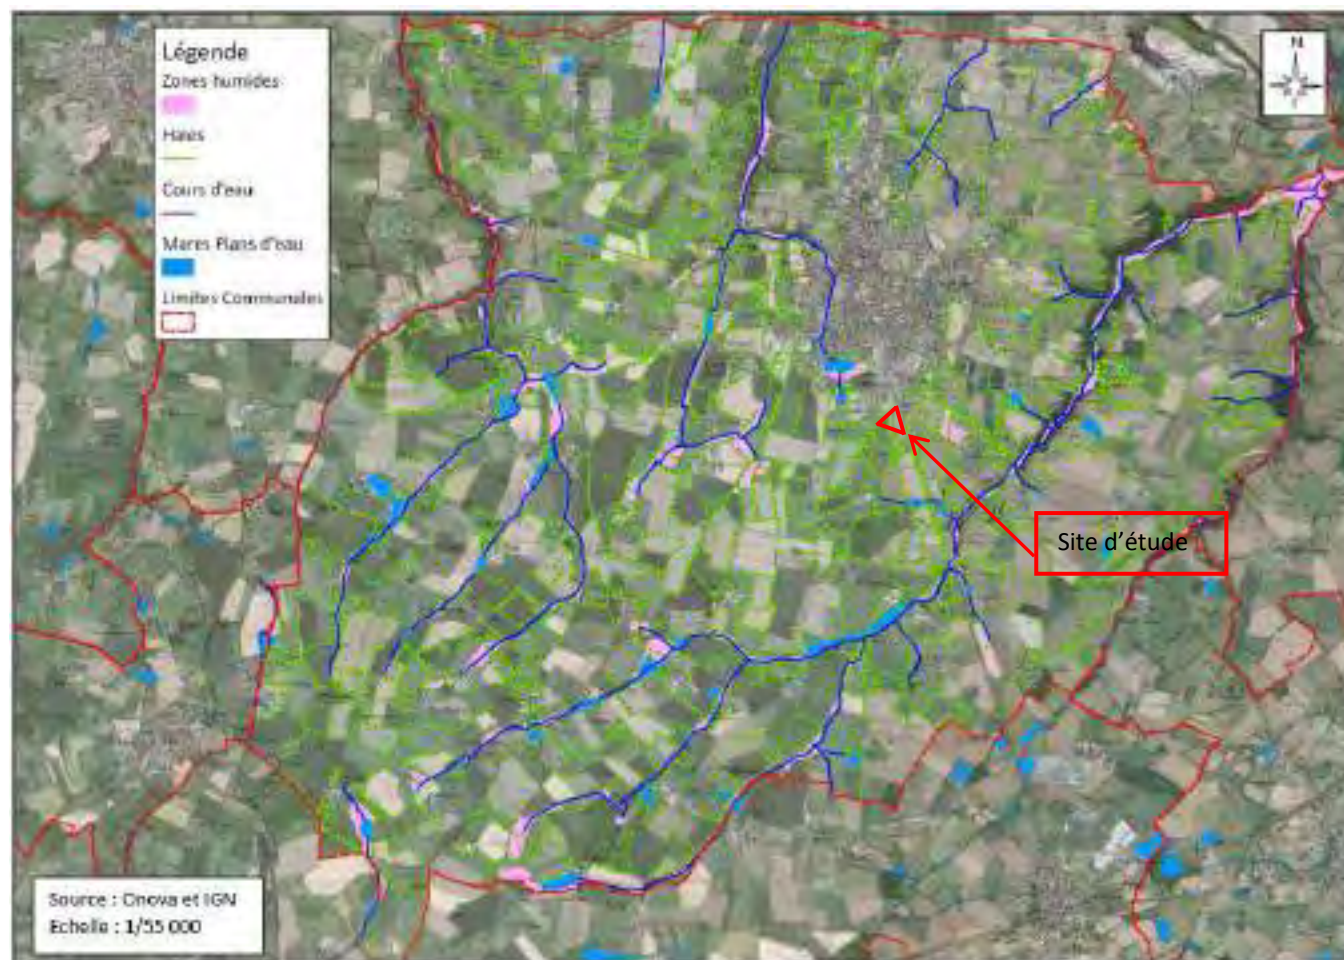 Légende
Zones humides
Haies
Cours d'eau
Mares Plans d'eau
Limites Communales
N
Site d'étude
Source : Onova et IGN
Echelle : 1/55 000